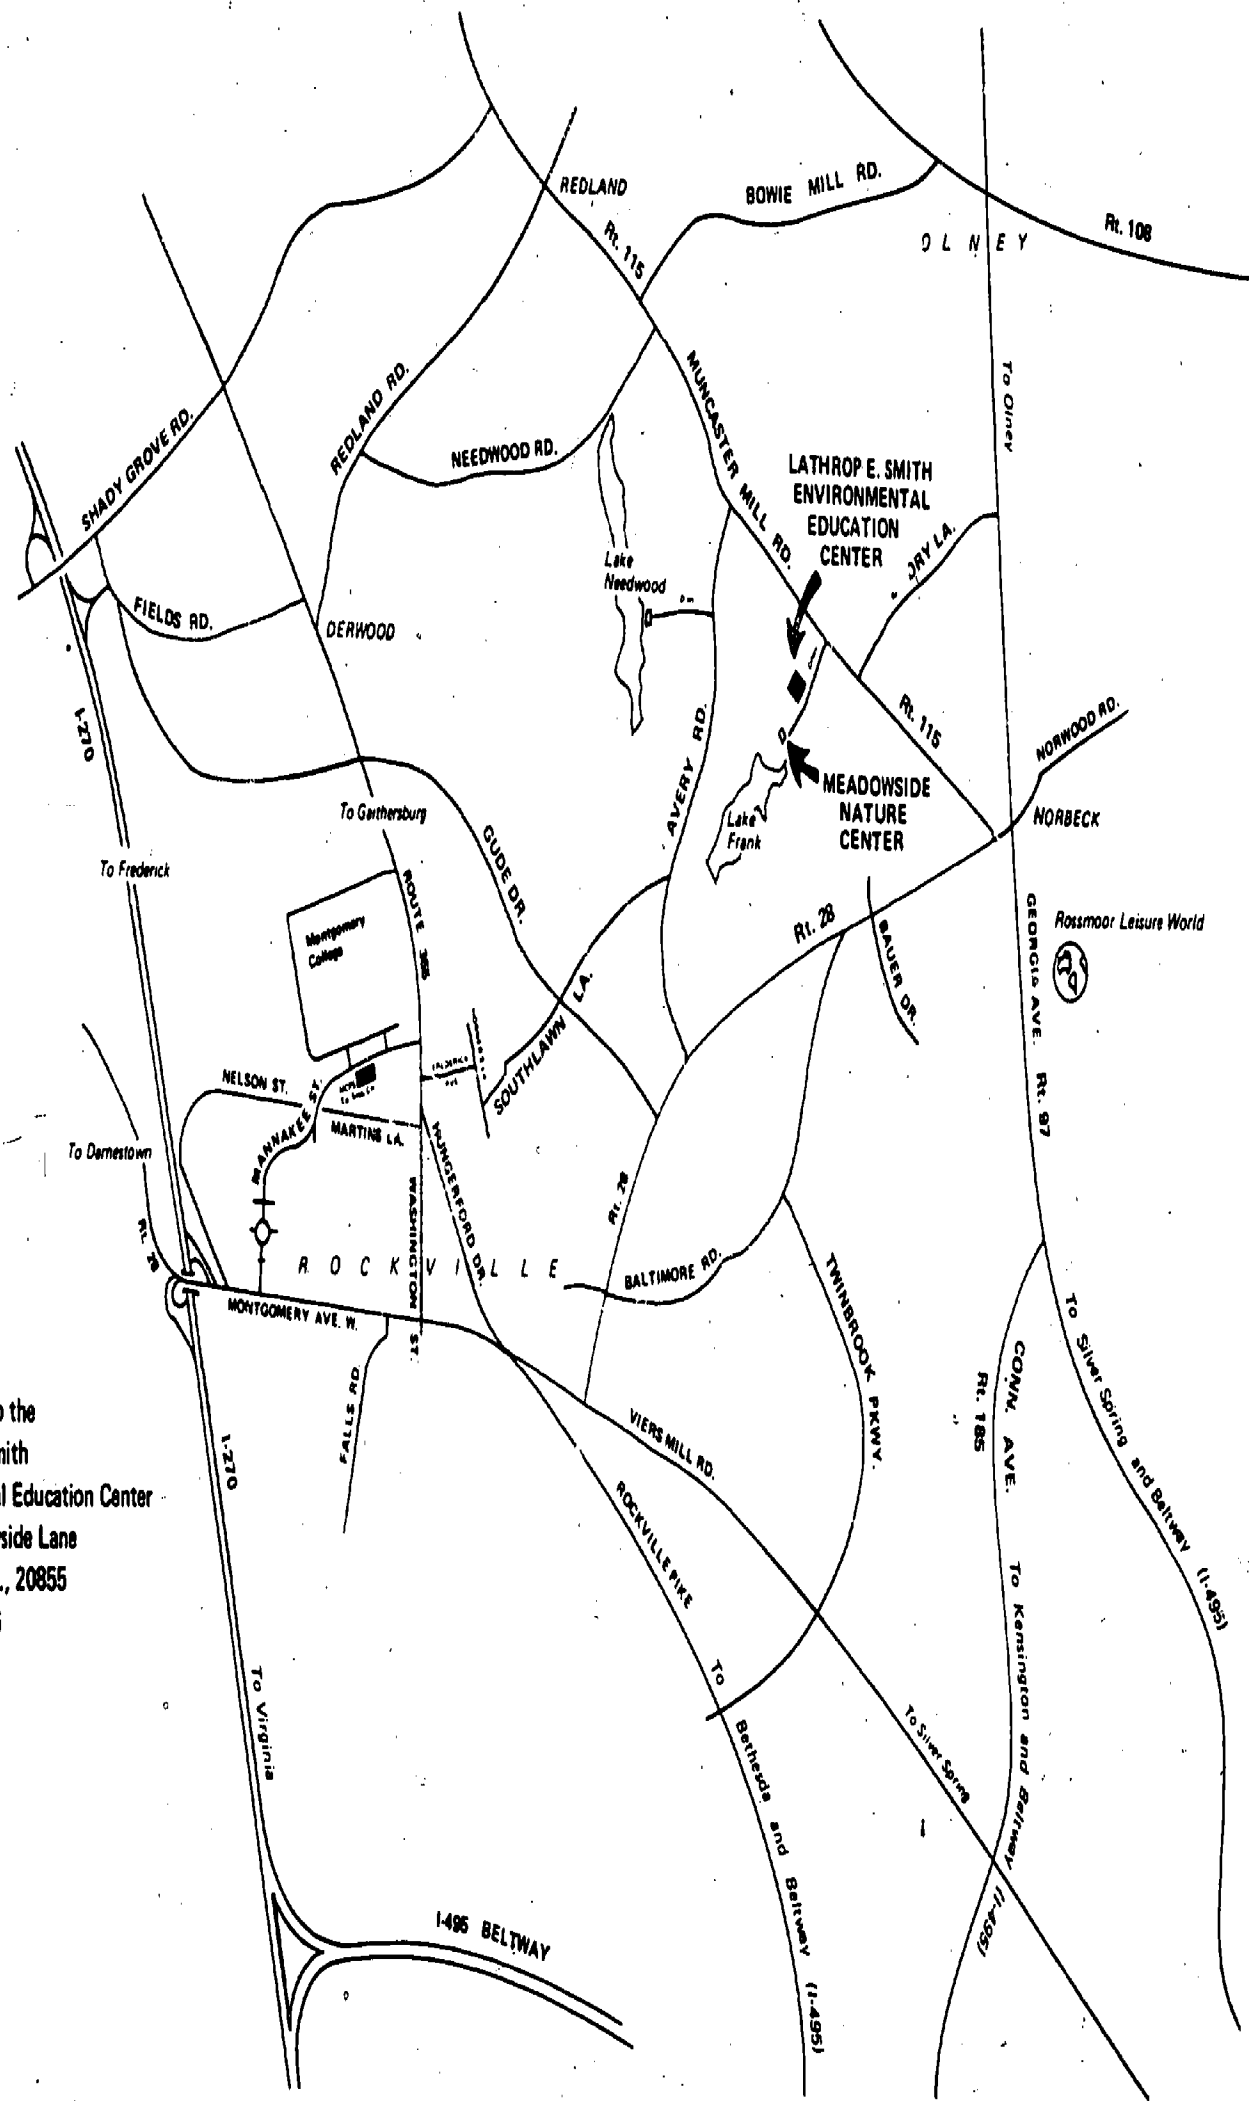 REDLAND
BOWIE MILL RD.
Rt. 108
Rt. 115
OLNEY
To Olney
MUNCASTER MILL RD.
REDLAND RD.
SHADY GROVE RD.
NEEDWOOD RD.
LATHROP E. SMITH
ENVIRONMENTAL
EDUCATION
CENTER
Lake
Needwood
FIELDS RD.
DERWOOD
I-270
Rt. 115
NORWOOD RD.
AVERY RD.
MEADOWSIDE
NATURE
CENTER
NORBECK
Lake
Frank
To Gaithersburg
GUDE DR.
To Frederick
ROUTE 355
Rt. 28
BAUER DR.
GEORGIA AVE. Rt. 97
Rossmoor Leisure World
Montgomery
College
SOUTHLAWN LA.
NELSON ST.
MANNAKEE ST.
MARTINS LA.
To Darnestown
HUNGERFORD DR.
WASHINGTON ST.
Rt. 28
Rt. 28
ROCKVILLE
BALTIMORE RD.
MONTGOMERY AVE. W.
TWINBROOK PKWY.
FALLS RD.
VIERS MILL RD.
CONN. AVE.
Rt. 185
To Silver Spring and Beltway (I-495)
o the
mith
l Education Center
side Lane
., 20855
I-270
ROCKVILLE PIKE
To Kensington and Beltway (I-495)
To Virginia
To Bethesda and Beltway (I-495)
To Silver Spring
I-495 BELTWAY